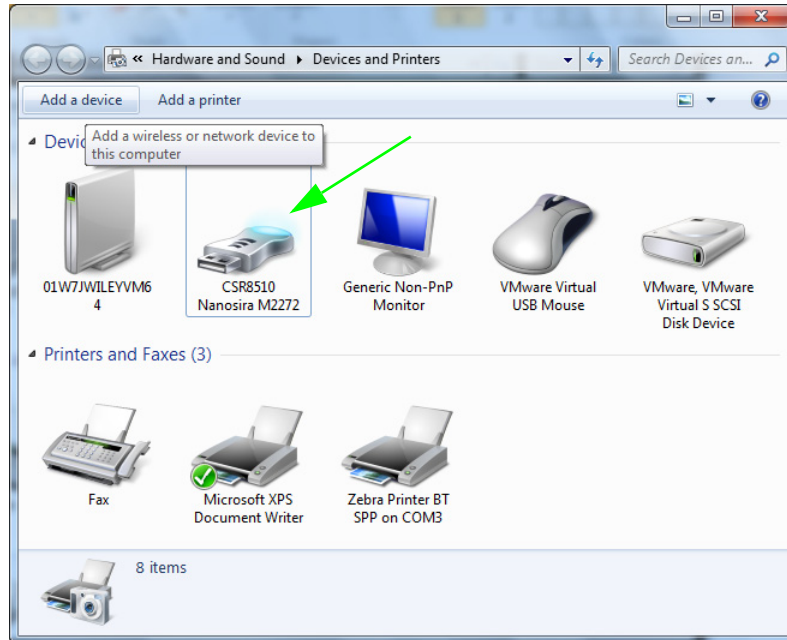 « Hardware and Sound ▸ Devices and Printers
Search Devices an...
Add a device
Add a printer
Add a wireless or network device to
this computer
01W7JWILEYVM6
4
CSR8510
Nanosira M2272
Generic Non-PnP
Monitor
VMware Virtual
USB Mouse
VMware, VMware
Virtual S SCSI
Disk Device
Printers and Faxes (3)
Fax
Microsoft XPS
Document Writer
Zebra Printer BT
SPP on COM3
8 items